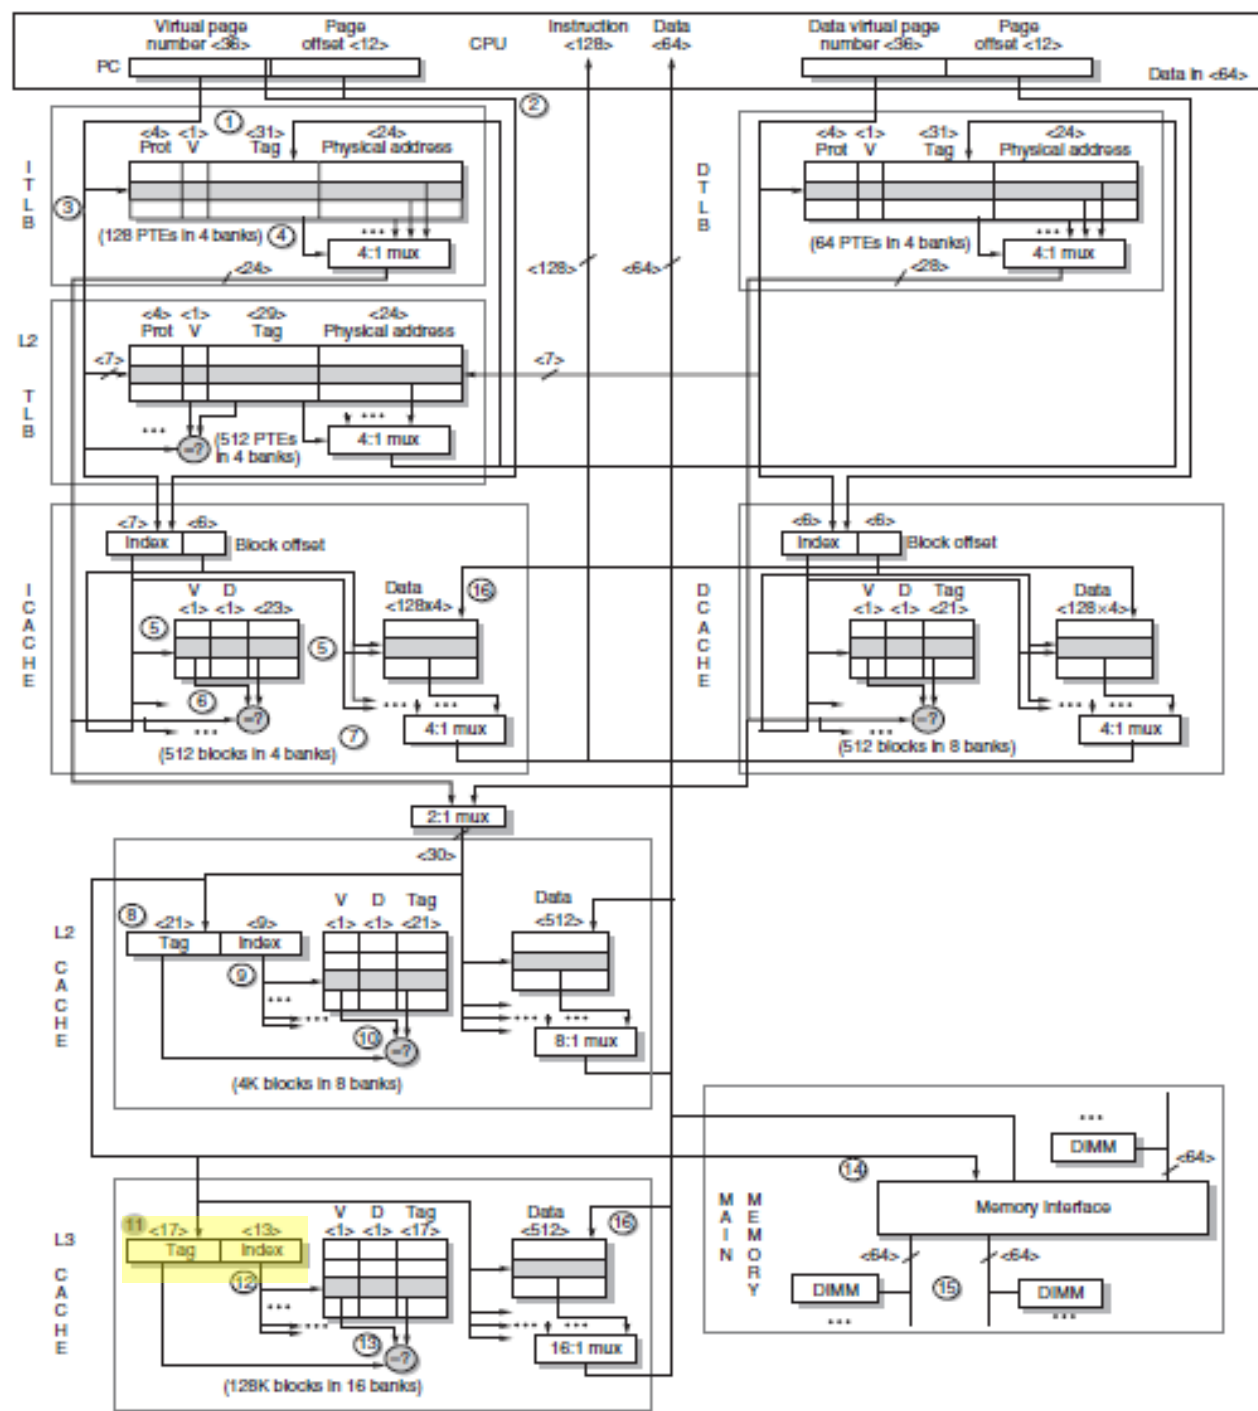 Virtual page number <36>
Page offset <12>
CPU
Instruction <128>
Data <64>
Data virtual page number <36>
Page offset <12>
PC
Data in <64>
1
2
ITLB
<4> <1> <31> <24>
Prot V Tag Physical address
3
(128 PTEs in 4 banks)
4
4:1 mux
<24>
<128>
<64>
DTLB
<4> <1> <31> <24>
Prot V Tag Physical address
(64 PTEs in 4 banks)
4:1 mux
<28>
L2 TLB
<4> <1> <29> <24>
Prot V Tag Physical address
<7>
<7>
=?
(512 PTEs in 4 banks)
4:1 mux
ICACHE
<7> <6>
Index
Block offset
V D
<1> <1> <23>
5
5
Data
<128x4>
16
6
=?
7
4:1 mux
(512 blocks in 4 banks)
DCACHE
<6> <6>
Index
Block offset
V D Tag
<1> <1> <21>
Data
<128×4>
=?
4:1 mux
(512 blocks in 8 banks)
2:1 mux
<30>
L2 CACHE
8
<21> <9>
Tag Index
9
V D Tag
<1> <1> <21>
Data
<512>
10
=?
8:1 mux
(4K blocks in 8 banks)
L3 CACHE
11
<17> <13>
Tag Index
12
V D Tag
<1> <1> <17>
Data
<512>
16
13
=?
16:1 mux
(128K blocks in 16 banks)
MAIN MEMORY
14
DIMM
<64>
Memory Interface
<64>
<64>
DIMM
15
DIMM